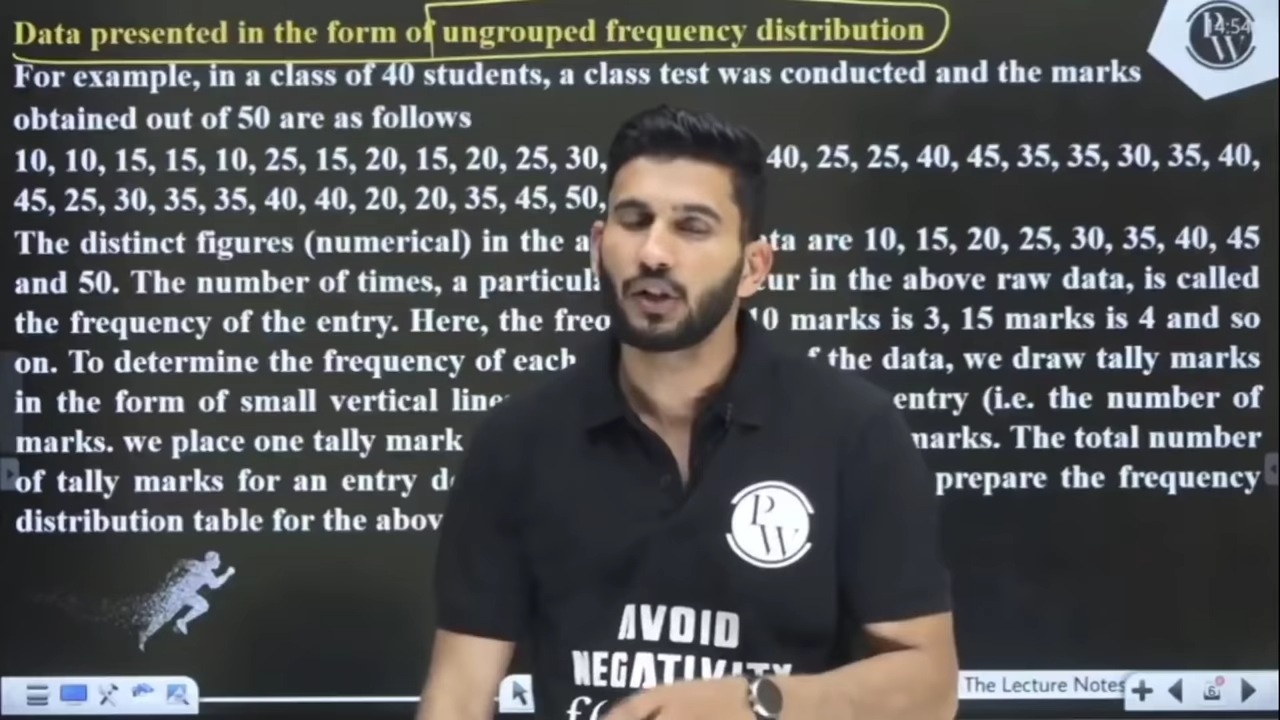 Data presented in the form of ungrouped frequency distribution
For example, in a class of 40 students, a class test was conducted and the marks
obtained out of 50 are as follows
10, 10, 15, 15, 10, 25, 15, 20, 15, 20, 25, 30, 40, 25, 25, 40, 45, 35, 35, 30, 35, 40,
45, 25, 30, 35, 35, 40, 40, 20, 20, 35, 45, 50,
The distinct figures (numerical) in the are 10, 15, 20, 25, 30, 35, 40, 45
and 50. The number of times, a in the above raw data, is called
the frequency of the entry. Here, the 10 marks is 3, 15 marks is 4 and so
on. To determine the frequency of each the data, we draw tally marks
in the form of small vertical entry (i.e. the number of
marks. we place one tally mark marks. The total number
of tally marks for an entry prepare the frequency
distribution table for the
14:54
PW
PW
AVOID
NEGATIVITY
The Lecture Notes
6